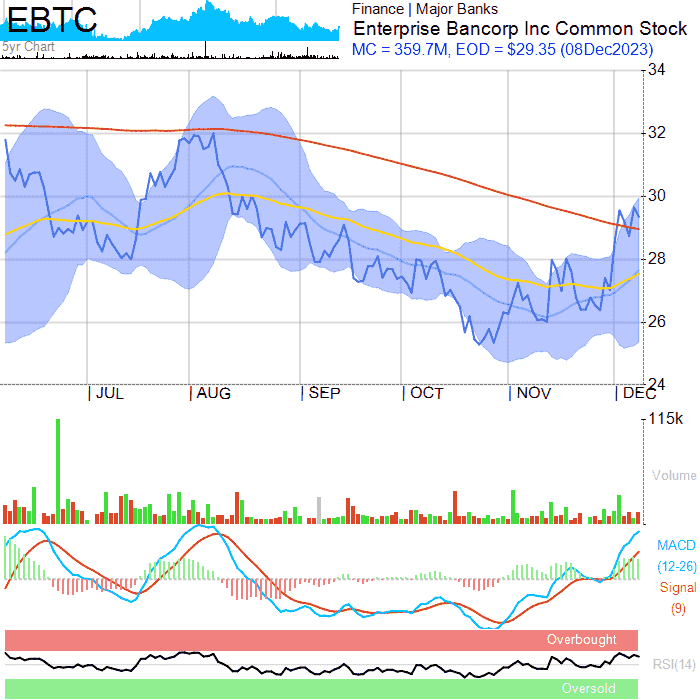 EBTC
5yr Chart
Finance | Major Banks
Enterprise Bancorp Inc Common Stock
MC = 359.7M, EOD = $29.35 (08Dec2023)
34
32
30
28
26
24
JUL AUG SEP OCT NOV DEC
115k
Volume
MACD
(12-26)
Signal
(9)
Overbought
RSI(14)
Oversold